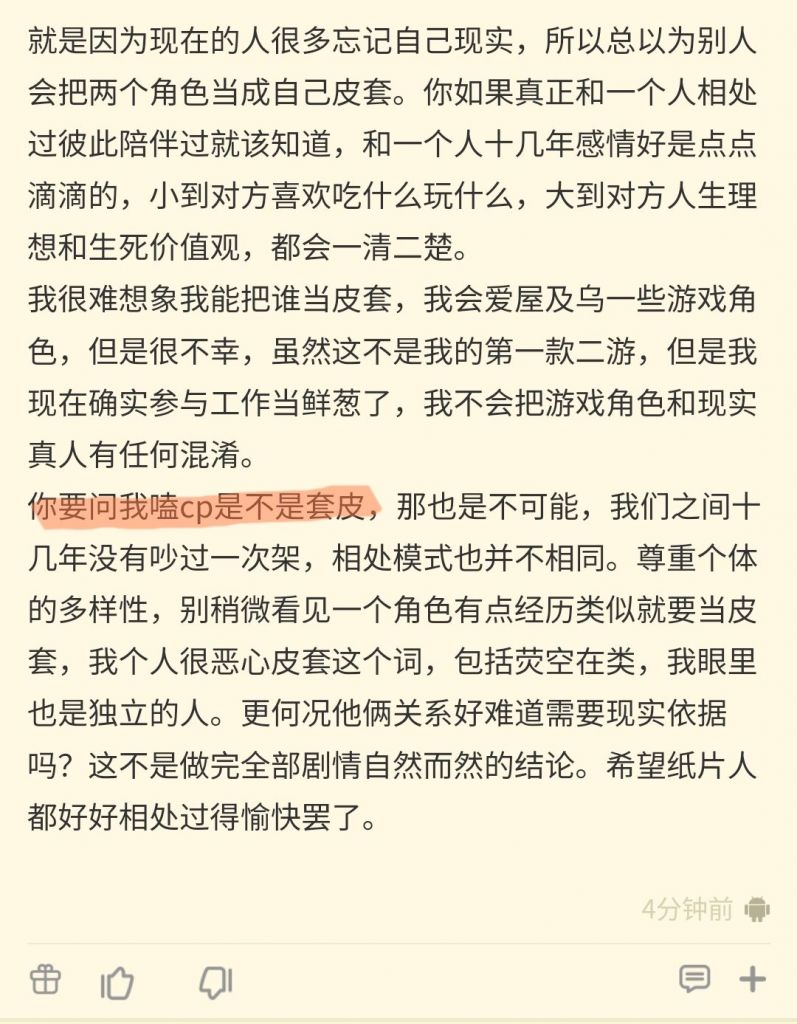 就是因为现在的人很多忘记自己现实，所以总以为别人
会把两个角色当成自己皮套。你如果真正和一个人相处
过彼此陪伴过就该知道，和一个人十几年感情好是点点
滴滴的，小到对方喜欢吃什么玩什么，大到对方人生理
想和生死价值观，都会一清二楚。
我很难想象我能把谁当皮套，我会爱屋及乌一些游戏角
色，但是很不幸，虽然这不是我的第一款二游，但是我
现在确实参与工作当鲜葱了，我不会把游戏角色和现实
真人有任何混淆。
你要问我嗑cp是不是套皮，那也是不可能，我们之间十
几年没有吵过一次架，相处模式也并不相同。尊重个体
的多样性，别稍微看见一个角色有点经历类似就要当皮
套，我个人很恶心皮套这个词，包括荧空在类，我眼里
也是独立的人。更何况他俩关系好难道需要现实依据
吗？这不是做完全部剧情自然而然的结论。希望纸片人
都好好相处过得愉快罢了。
4分钟前